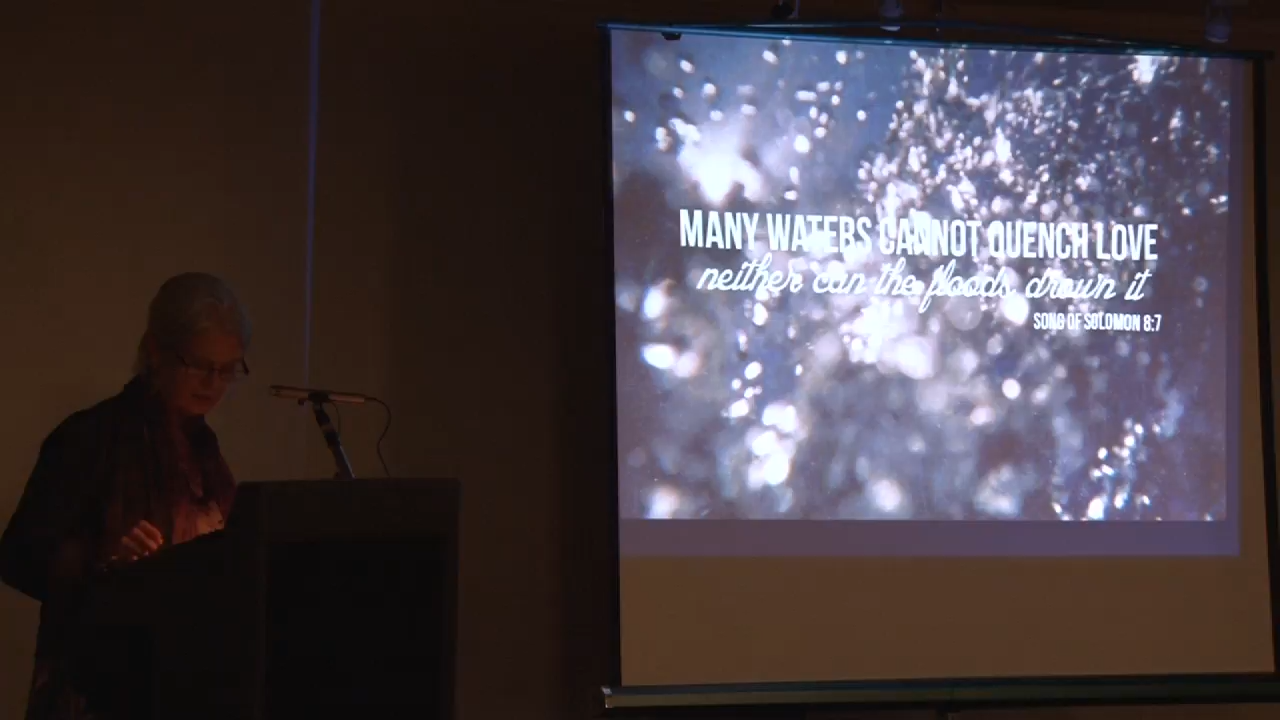 MANY WATERS CANNOT QUENCH LOVE
neither can the floods drown it
SONG OF SOLOMON 8:7